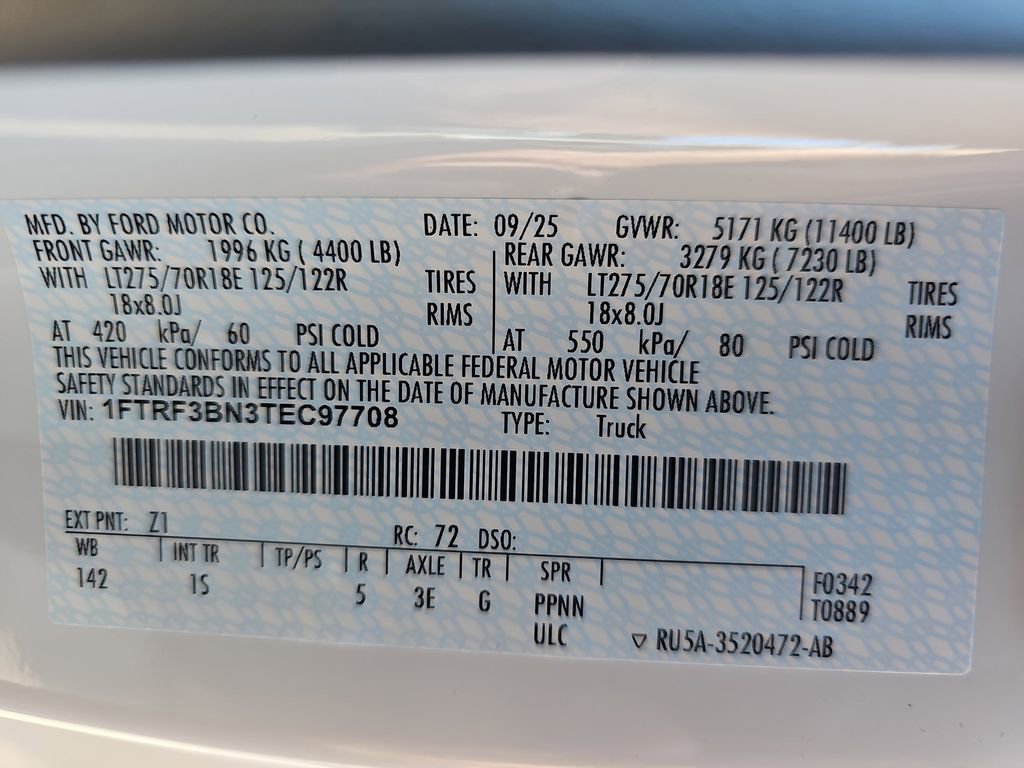 MFD. BY FORD MOTOR CO. DATE: 09/25 GVWR: 5171 KG (11400 LB)
FRONT GAWR: 1996 KG ( 4400 LB) REAR GAWR: 3279 KG ( 7230 LB)
WITH LT275/70R18E 125/122R TIRES WITH LT275/70R18E 125/122R TIRES
18x8.0J RIMS 18x8.0J RIMS
AT 420 kPa/ 60 PSI COLD AT 550 kPa/ 80 PSI COLD
THIS VEHICLE CONFORMS TO ALL APPLICABLE FEDERAL MOTOR VEHICLE
SAFETY STANDARDS IN EFFECT ON THE DATE OF MANUFACTURE SHOWN ABOVE.
VIN: 1FTRF3BN3TEC97708 TYPE: Truck
EXT PNT: Z1 RC: 72 DSO:
WB INT TR TP/PS R AXLE TR SPR F0342
142 1S 5 3E G PPNN T0889
ULC ▽ RU5A-3520472-AB